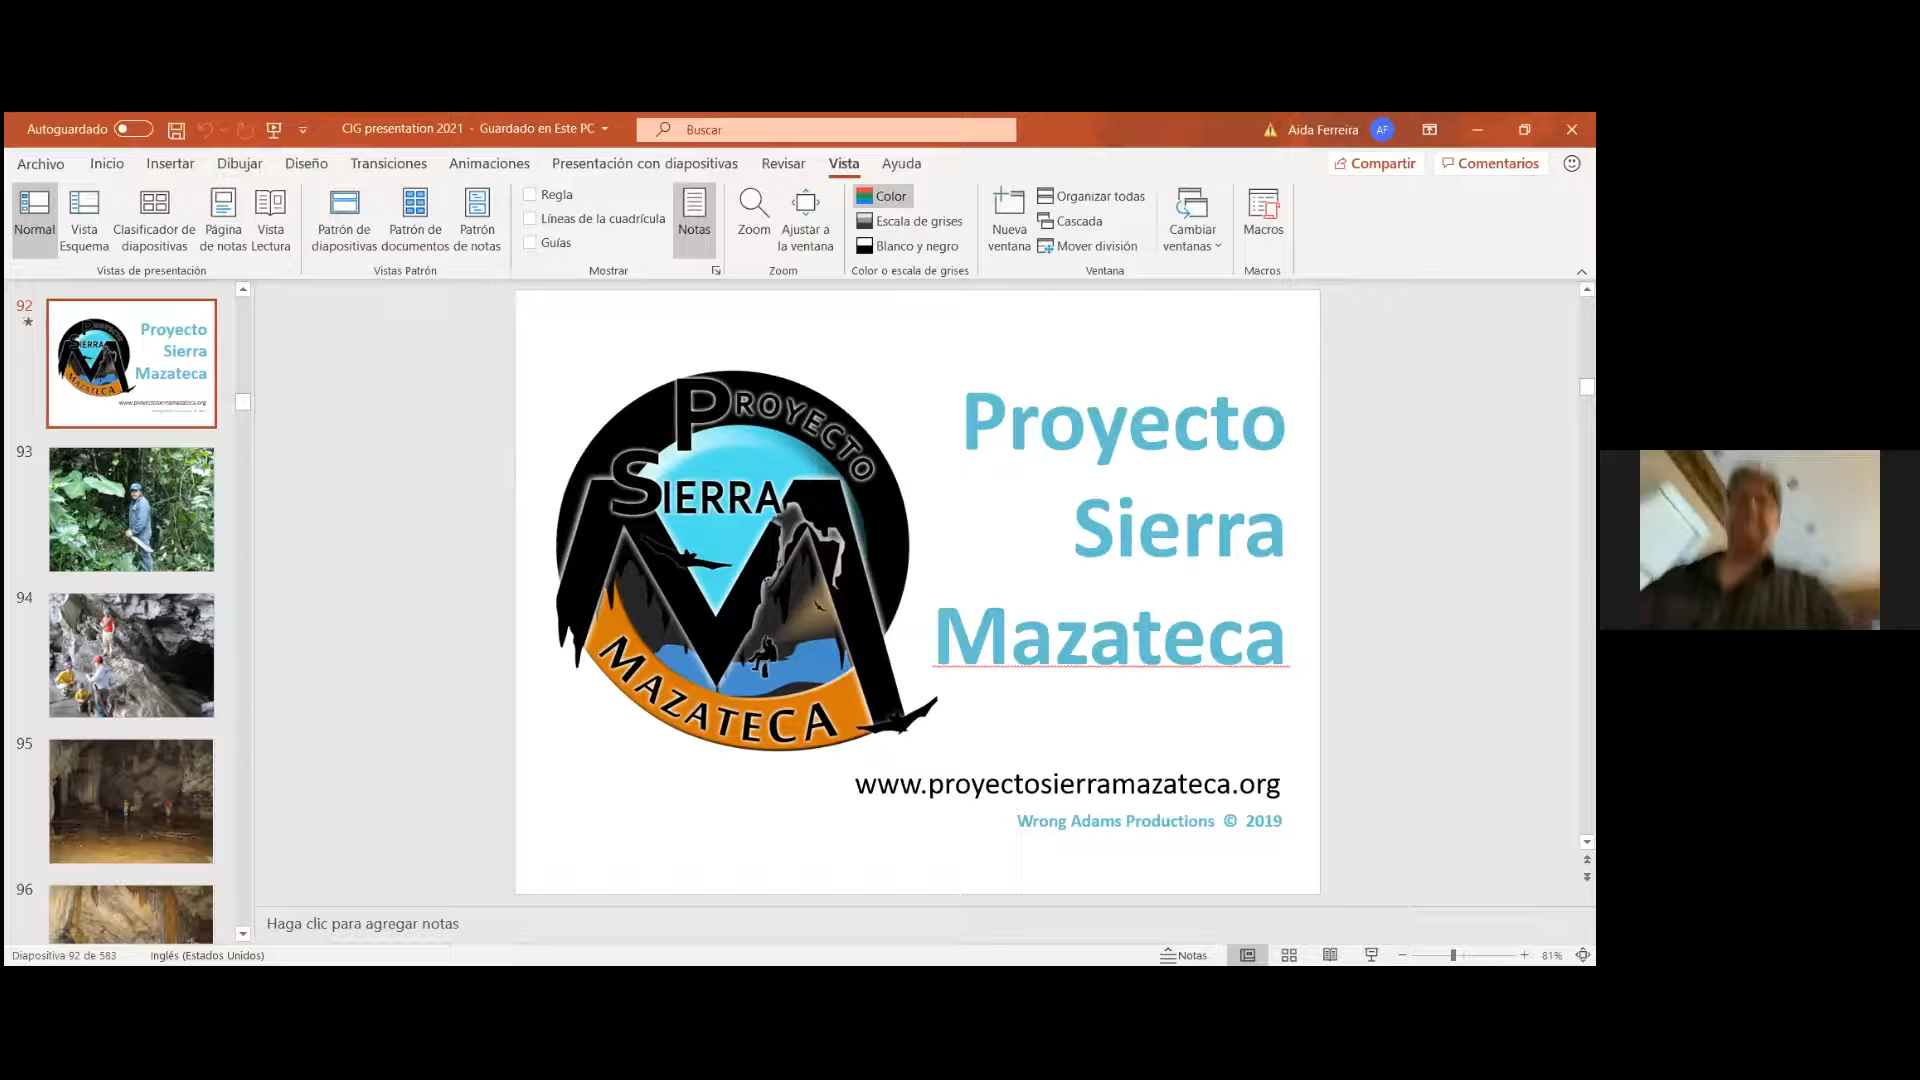 Autoguardado
CIG presentation 2021 - Guardado en Este PC
Buscar
Aida Ferreira AF
Archivo Inicio Insertar Dibujar Diseño Transiciones Animaciones Presentación con diapositivas Revisar Vista Ayuda
Compartir Comentarios
Normal
Vista Esquema
Clasificador de diapositivas
Página de notas
Vista Lectura
Vistas de presentación
Patrón de diapositivas
Patrón de documentos
Patrón de notas
Vistas Patrón
Regla
Líneas de la cuadrícula
Guías
Mostrar
Notas
Zoom
Ajustar a la ventana
Zoom
Color
Escala de grises
Blanco y negro
Color o escala de grises
Nueva ventana
Organizar todas
Cascada
Mover división
Cambiar ventanas
Ventana
Macros
Macros
92
Proyecto
Sierra
Mazateca
www.proyectosierramazateca.org
93
94
95
96
PROYECTO
SIERRA
MAZATECA
Proyecto
Sierra
Mazateca
www.proyectosierramazateca.org
Wrong Adams Productions © 2019
Haga clic para agregar notas
Diapositiva 92 de 583 Inglés (Estados Unidos)
Notas
81%